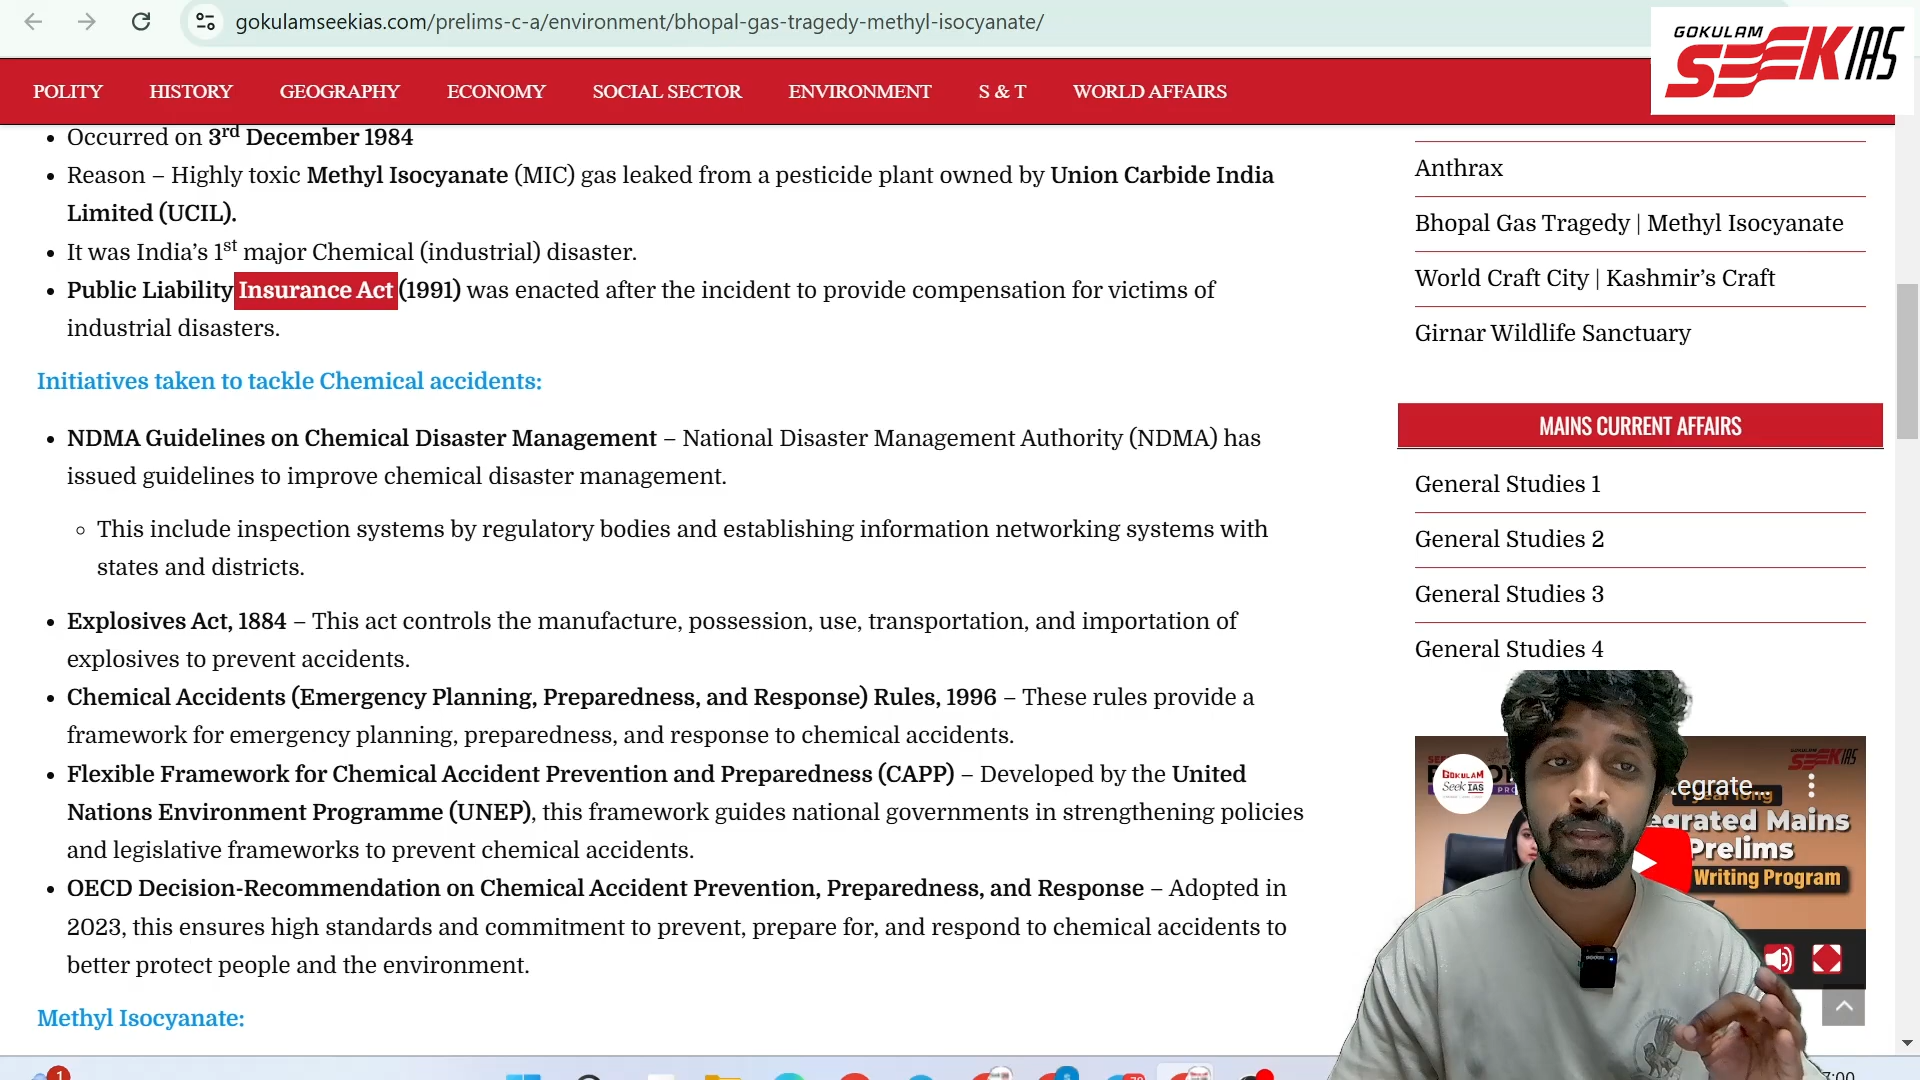 gokulamseekias.com/prelims-c-a/environment/bhopal-gas-tragedy-methyl-isocyanate/
GOKULAM
SEEK IAS
POLITY HISTORY GEOGRAPHY ECONOMY SOCIAL SECTOR ENVIRONMENT S & T WORLD AFFAIRS
• Occurred on 3rd December 1984
• Reason – Highly toxic Methyl Isocyanate (MIC) gas leaked from a pesticide plant owned by Union Carbide India
Limited (UCIL).
• It was India’s 1st major Chemical (industrial) disaster.
• Public Liability Insurance Act (1991) was enacted after the incident to provide compensation for victims of
industrial disasters.
Initiatives taken to tackle Chemical accidents:
• NDMA Guidelines on Chemical Disaster Management – National Disaster Management Authority (NDMA) has
issued guidelines to improve chemical disaster management.
◦ This include inspection systems by regulatory bodies and establishing information networking systems with
states and districts.
• Explosives Act, 1884 – This act controls the manufacture, possession, use, transportation, and importation of
explosives to prevent accidents.
• Chemical Accidents (Emergency Planning, Preparedness, and Response) Rules, 1996 – These rules provide a
framework for emergency planning, preparedness, and response to chemical accidents.
• Flexible Framework for Chemical Accident Prevention and Preparedness (CAPP) – Developed by the United
Nations Environment Programme (UNEP), this framework guides national governments in strengthening policies
and legislative frameworks to prevent chemical accidents.
• OECD Decision-Recommendation on Chemical Accident Prevention, Preparedness, and Response – Adopted in
2023, this ensures high standards and commitment to prevent, prepare for, and respond to chemical accidents to
better protect people and the environment.
Methyl Isocyanate:
Anthrax
Bhopal Gas Tragedy | Methyl Isocyanate
World Craft City | Kashmir’s Craft
Girnar Wildlife Sanctuary
MAINS CURRENT AFFAIRS
General Studies 1
General Studies 2
General Studies 3
General Studies 4
GOKULAM
Seek IAS
tegrate...
1 year long
egrated Mains
Prelims
Writing Program
1